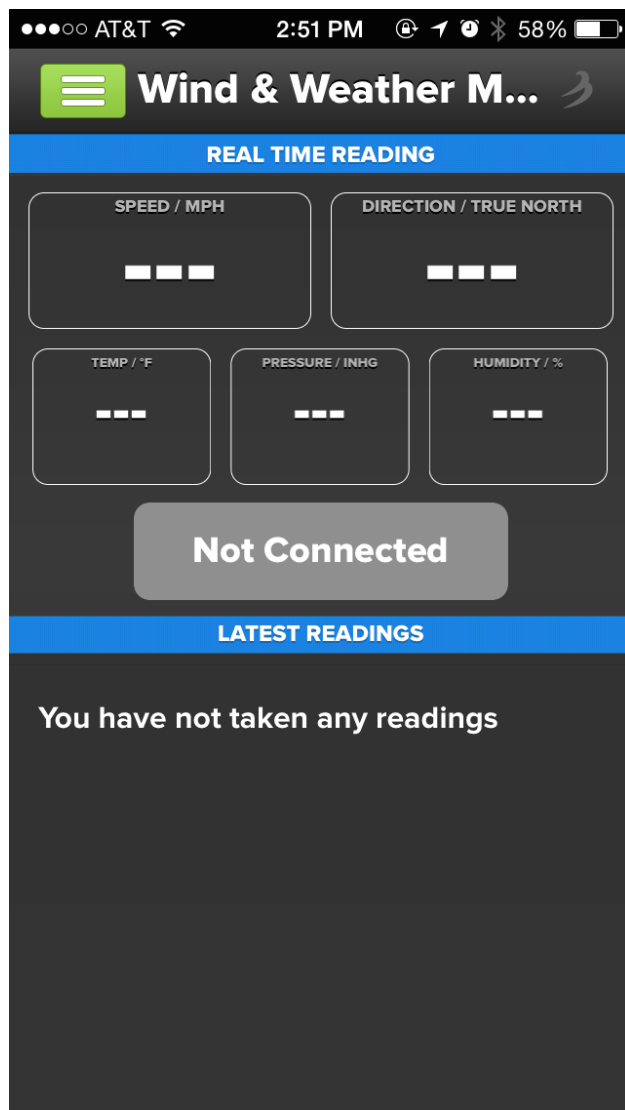 ●●●○○ AT&T 2:51 PM 58%
Wind & Weather M...
REAL TIME READING
SPEED / MPH DIRECTION / TRUE NORTH
--- ---
TEMP / °F PRESSURE / INHG HUMIDITY / %
--- --- ---
Not Connected
LATEST READINGS
You have not taken any readings